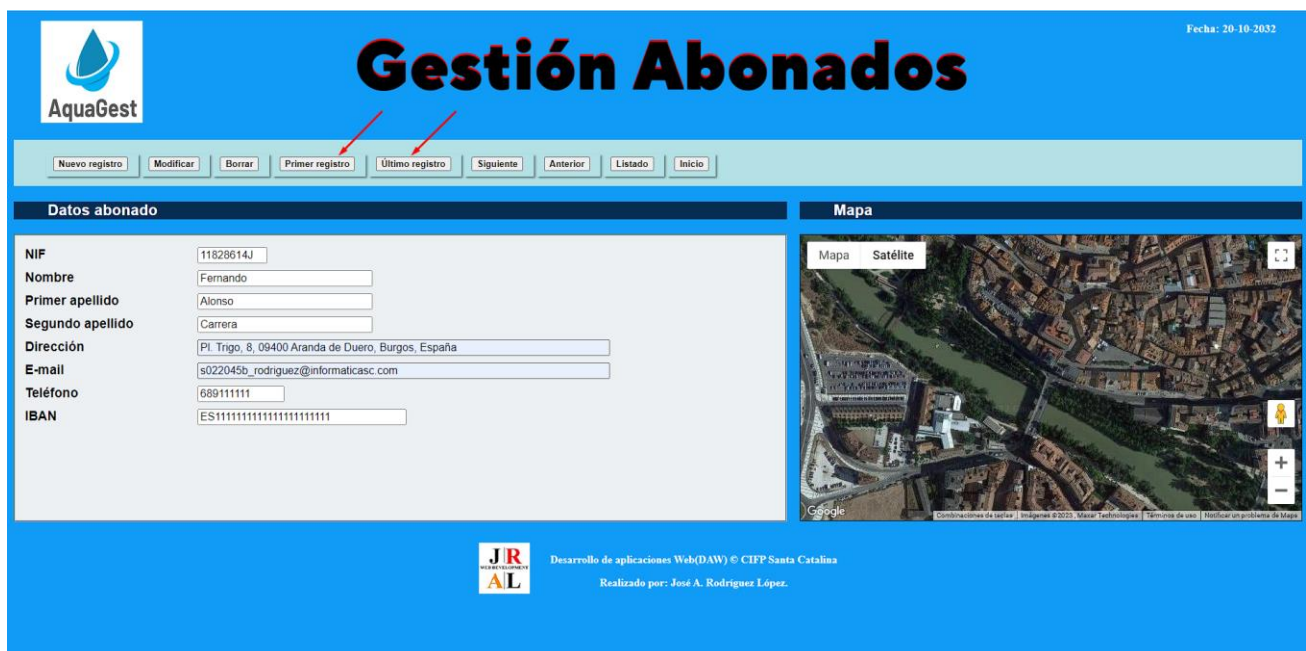 AquaGest
Gestión Abonados
Fecha: 20-10-2032
Nuevo registro Modificar Borrar Primer registro Último registro Siguiente Anterior Listado Inicio
Datos abonado
NIF 11828614J
Nombre Fernando
Primer apellido Alonso
Segundo apellido Carrera
Dirección Pl. Trigo, 8, 09400 Aranda de Duero, Burgos, España
E-mail s022045b_rodriguez@informaticasc.com
Teléfono 689111111
IBAN ES1111111111111111111111
Mapa
Mapa Satélite
Google
Combinaciones de teclas Imágenes ©2023, Maxar Technologies Términos de uso Notificar un problema de Maps
JR
WEB DEVELOPMENT
AL
Desarrollo de aplicaciones Web(DAW) © CIFP Santa Catalina
Realizado por: José A. Rodríguez López.